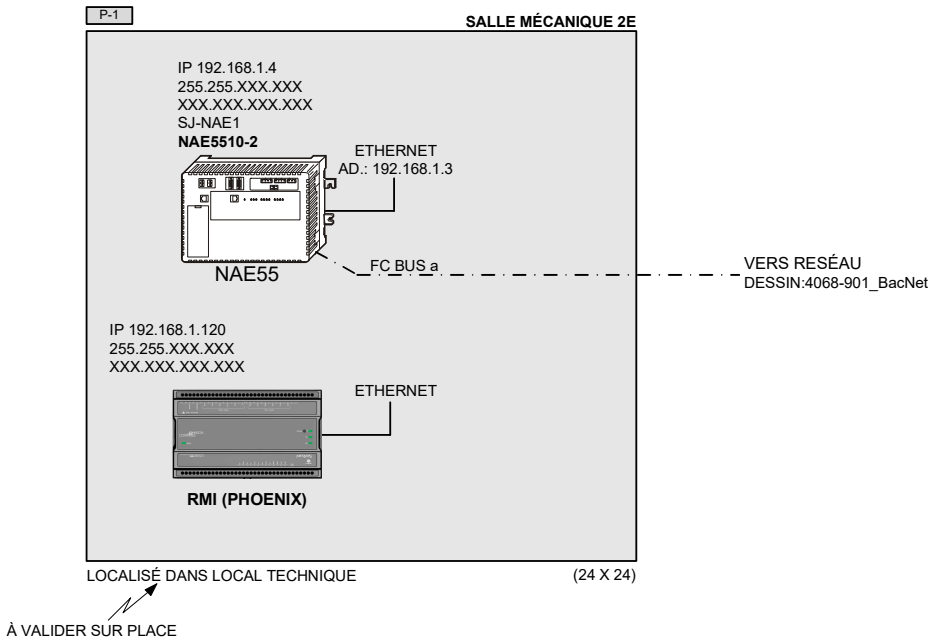 P-1
SALLE MÉCANIQUE 2E
IP 192.168.1.4
255.255.XXX.XXX
XXX.XXX.XXX.XXX
SJ-NAE1
NAE5510-2
ETHERNET
AD.: 192.168.1.3
NAE55
FC BUS a
VERS RESÉAU
DESSIN:4068-901_BacNet
IP 192.168.1.120
255.255.XXX.XXX
XXX.XXX.XXX.XXX
ETHERNET
RMI (PHOENIX)
LOCALISÉ DANS LOCAL TECHNIQUE
(24 X 24)
À VALIDER SUR PLACE